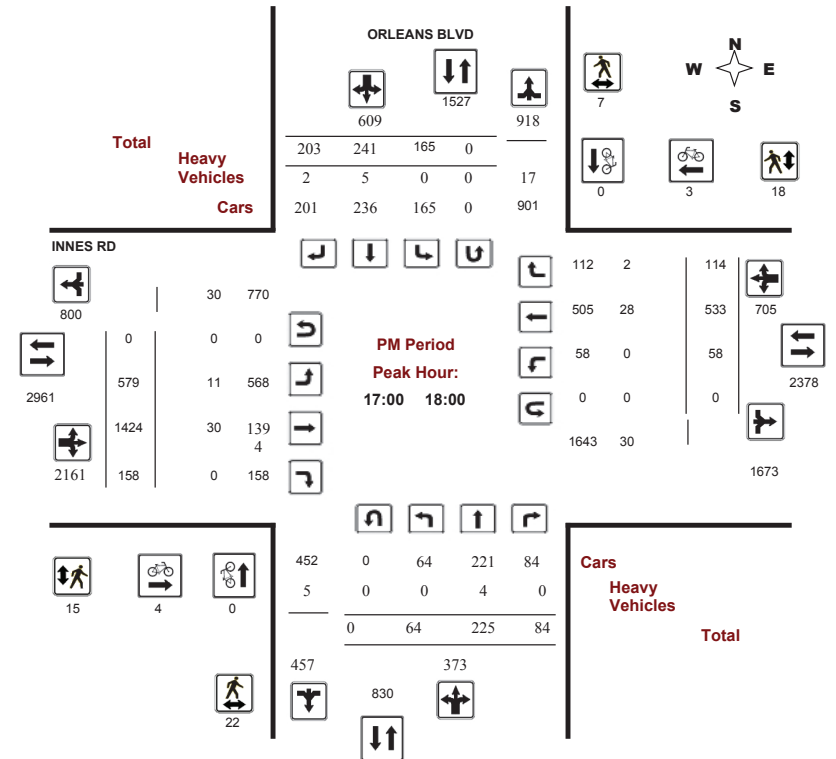 ORLEANS BLVD
N
W E
S
1527
7
609 918
Total
203 241 165 0
Heavy
Vehicles
2 5 0 0 17
0 3 18
Cars
201 236 165 0 901
INNES RD
800
30 770
112 2 114
705
0 0 0
505 28 533
2961
PM Period
Peak Hour:
17:00 18:00
579 11 568
58 0 58
2378
0 0 0
1424 30 139
4
1643 30
1673
2161 158 0 158
452 0 64 221 84 Cars
5 0 0 4 0 Heavy
Vehicles
15 4 0
0 64 225 84 Total
457 373
830
22